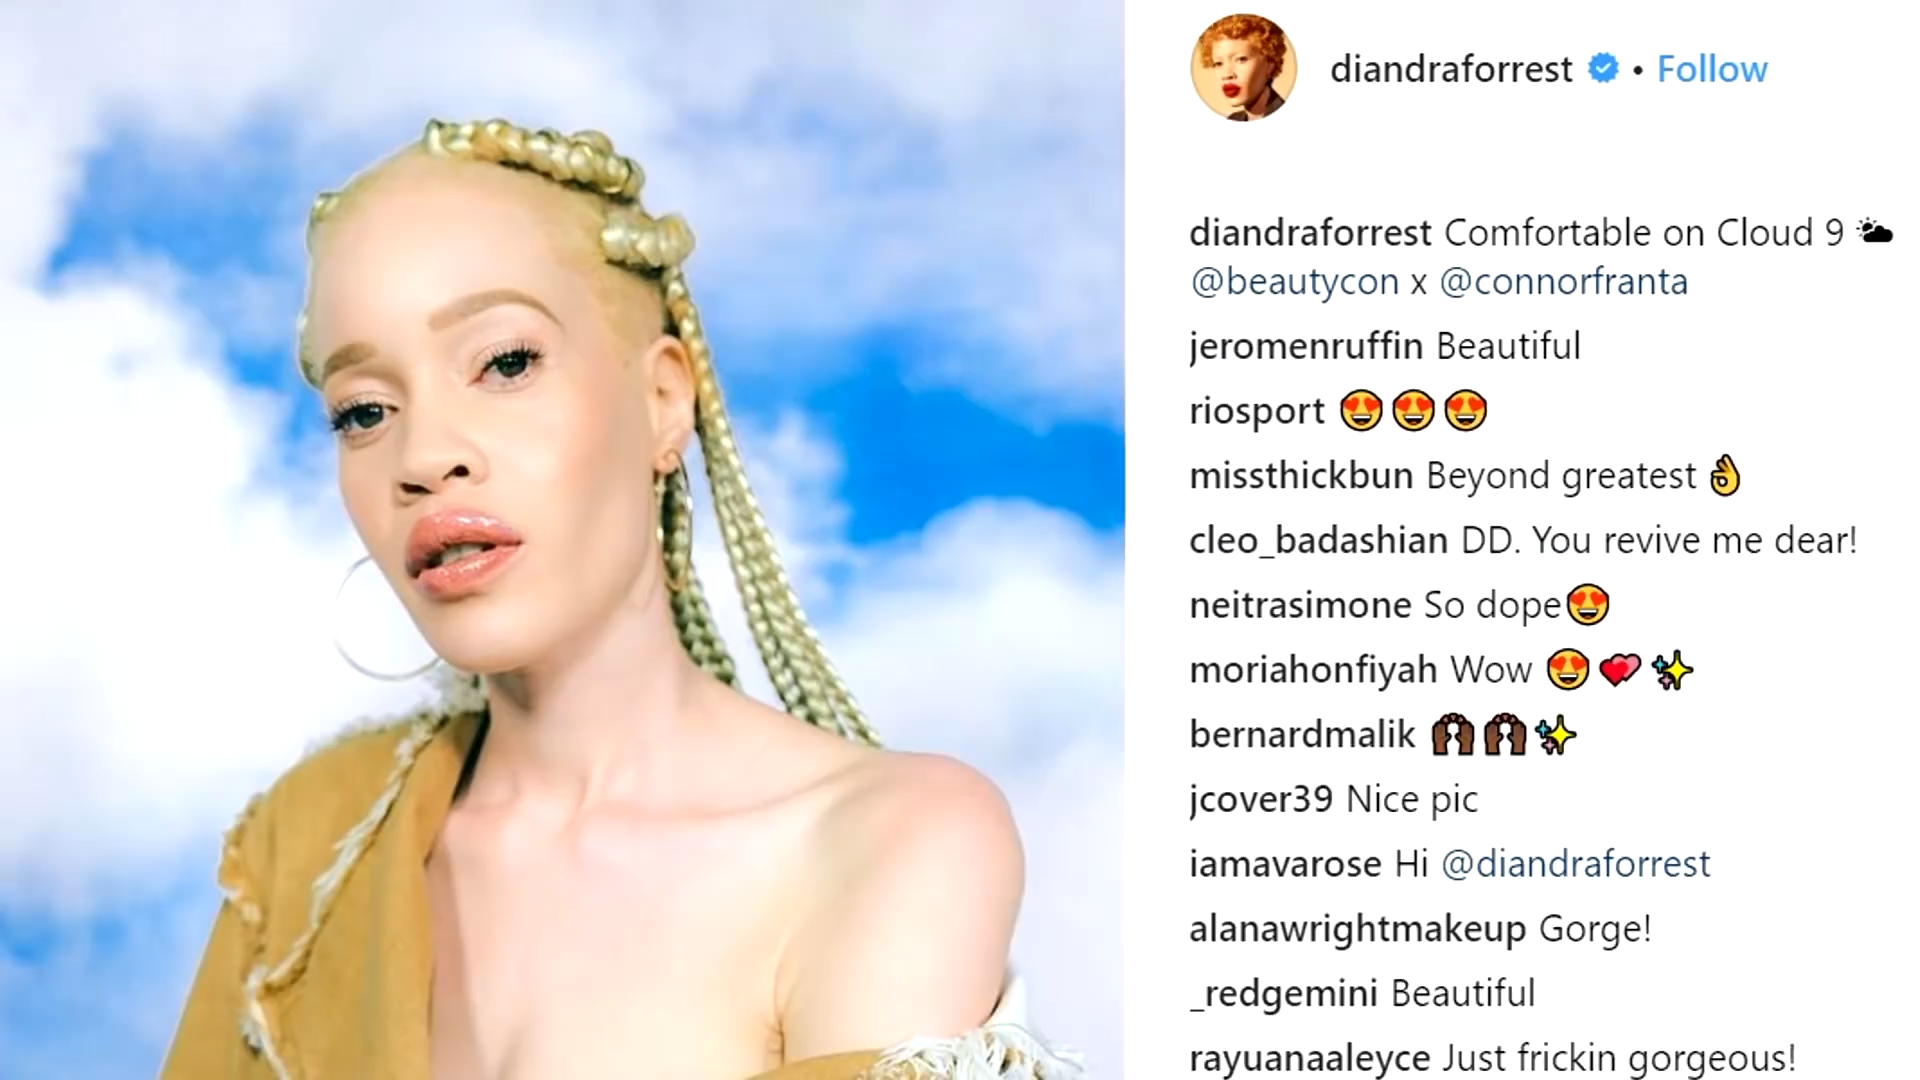 diandraforrest • Follow
diandraforrest Comfortable on Cloud 9 🌥
@beautycon x @connorfranta
jeromenruffin Beautiful
riosport 😍😍😍
missthickbun Beyond greatest👌
cleo_badashian DD. You revive me dear!
neitrasimone So dope😍
moriahonfiyah Wow 😍💕✨
bernardmalik 🙌🏿🙌🏿✨
jcover39 Nice pic
iamavarose Hi @diandraforrest
alanawrightmakeup Gorge!
_redgemini Beautiful
rayuanaaleyce Just frickin gorgeous!